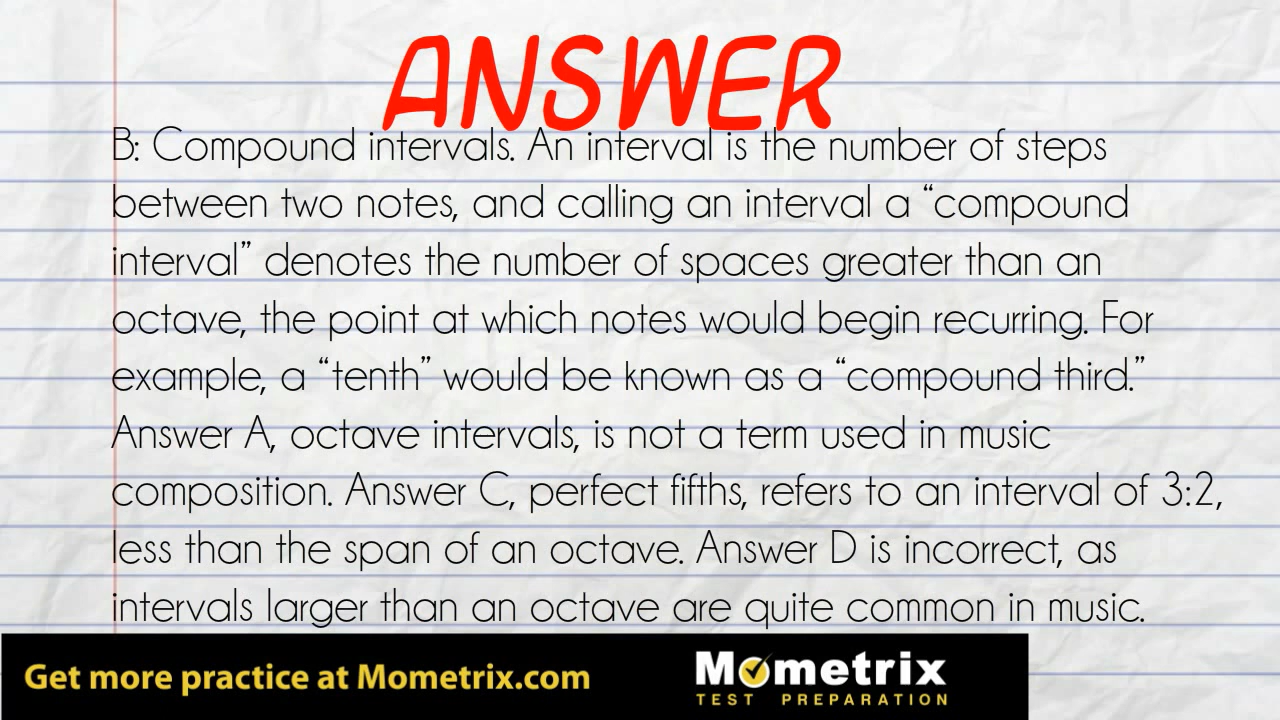 ANSWER
B: Compound intervals. An interval is the number of steps
between two notes, and calling an interval a “compound
interval” denotes the number of spaces greater than an
octave, the point at which notes would begin recurring. For
example, a “tenth” would be known as a “compound third.”
Answer A, octave intervals, is not a term used in music
composition. Answer C, perfect fifths, refers to an interval of 3:2,
less than the span of an octave. Answer D is incorrect, as
intervals larger than an octave are quite common in music.
Get more practice at Mometrix.com
Mometrix
TEST PREPARATION